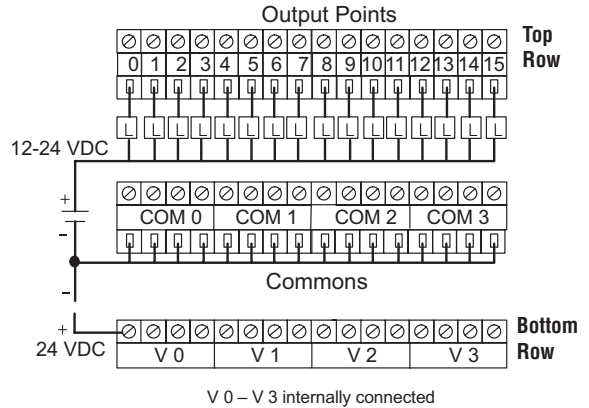 Output Points
Top
Row
0 1 2 3 4 5 6 7 8 9 10 11 12 13 14 15
L L L L L L L L L L L L L L L L
12-24 VDC
+
COM 0 COM 1 COM 2 COM 3
–
Commons
–
+
24 VDC
Bottom
Row
V 0 V 1 V 2 V 3
V 0 – V 3 internally connected